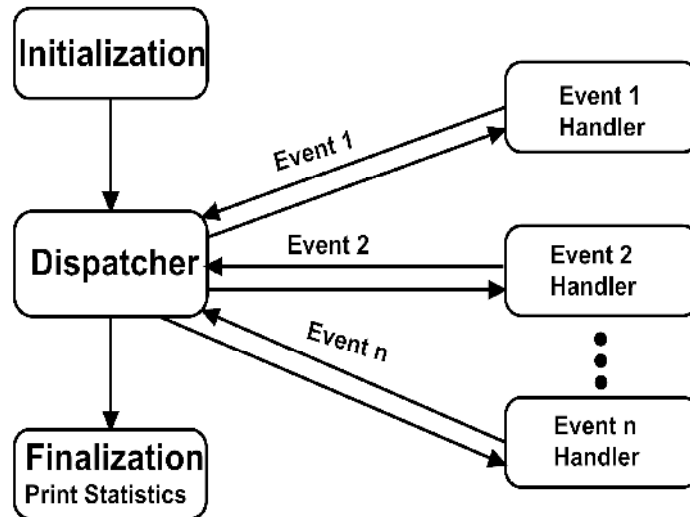 Initialization
Event 1
Handler
Event 1
Dispatcher
Event 2
Event 2
Handler
Event n
Event n
Handler
Finalization
Print Statistics